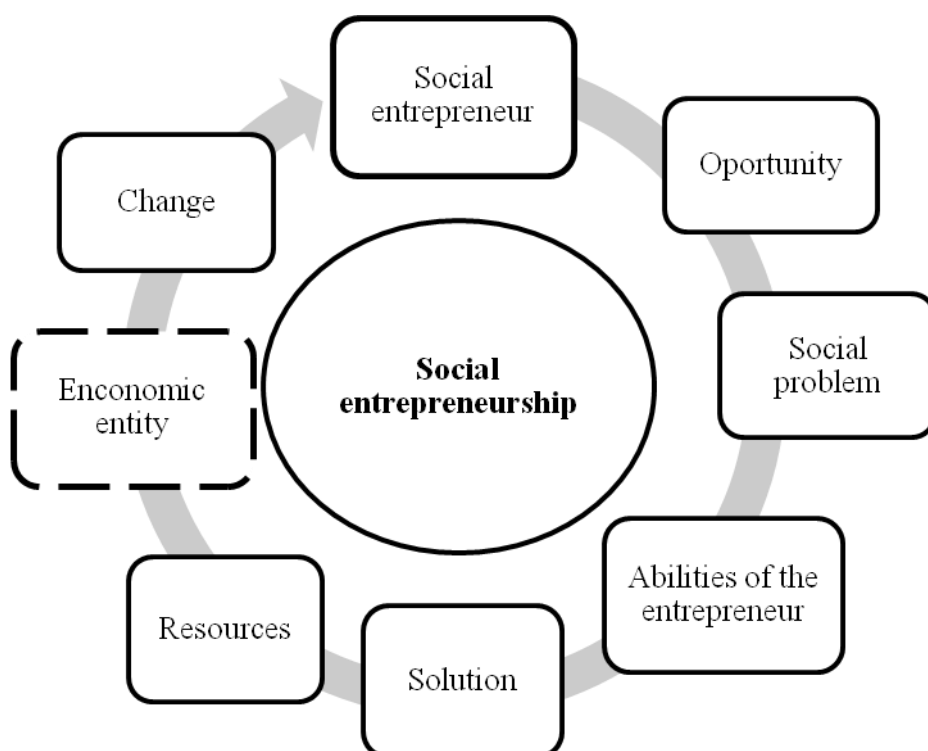 Social
entrepreneur
Oportunity
Social
problem
Abilities of the
entrepreneur
Solution
Resources
Enconomic
entity
Change
Social
entrepreneurship